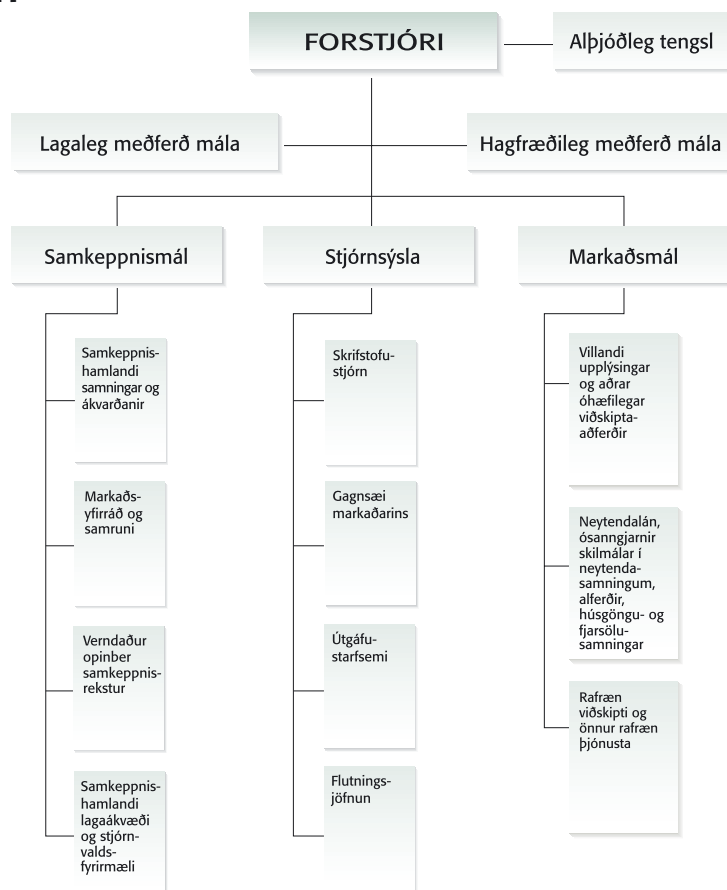 FORSTJÓRI
Alþjóðleg tengsl
Lagaleg meðferð mála
Hagfræðileg meðferð mála
Samkeppnismál
Stjórnsýsla
Markaðsmál
Samkeppnis-
hamlandi
samningar og
ákvarðanir
Markaðs-
yfirráð og
samruni
Verndaður
opinber
samkeppnis-
rekstur
Samkeppnis-
hamlandi
lagaákvæði
og stjórn-
valds-
fyrirmæli
Skrifstofu-
stjórn
Gagnsæi
markaðarins
Útgáfu-
starfsemi
Flutnings-
jöfnun
Villandi
upplýsingar
og aðrar
óhæfilegar
viðskipta-
aðferðir
Neytendalán,
ósanngjarnir
skilmálar í
neytenda-
samningum,
alferðir,
húsgöngu- og
fjarsölu-
samningar
Rafræn
viðskipti og
önnur rafræn
þjónusta